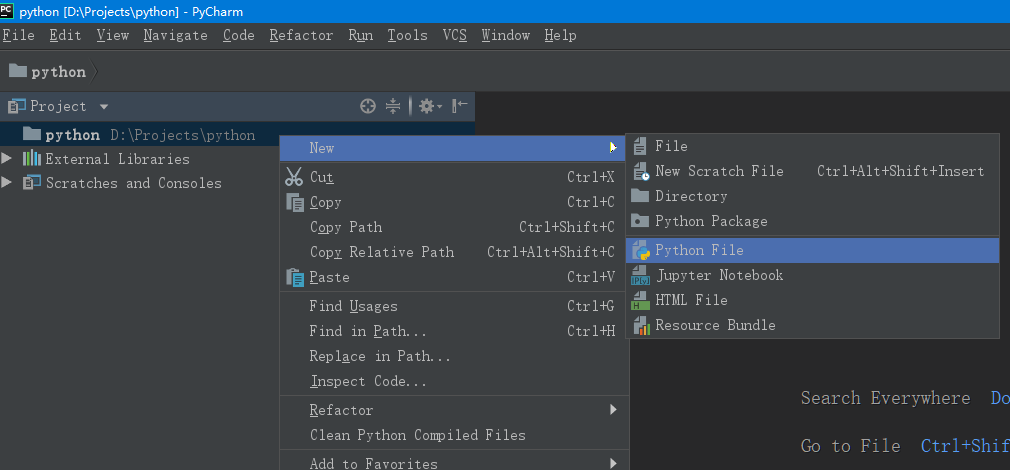 PC python [D:\Projects\python] - PyCharm
File Edit View Navigate Code Refactor Run Tools VCS Window Help
python
Project
python D:\Projects\python
External Libraries
Scratches and Consoles
New
Cut Ctrl+X
Copy Ctrl+C
Copy Path Ctrl+Shift+C
Copy Relative Path Ctrl+Alt+Shift+C
Paste Ctrl+V
Find Usages Ctrl+G
Find in Path... Ctrl+H
Replace in Path...
Inspect Code...
Refactor
Clean Python Compiled Files
Add to Favorites
File
New Scratch File Ctrl+Alt+Shift+Insert
Directory
Python Package
Python File
Jupyter Notebook
HTML File
Resource Bundle
Search Everywhere Do
Go to File Ctrl+Shif